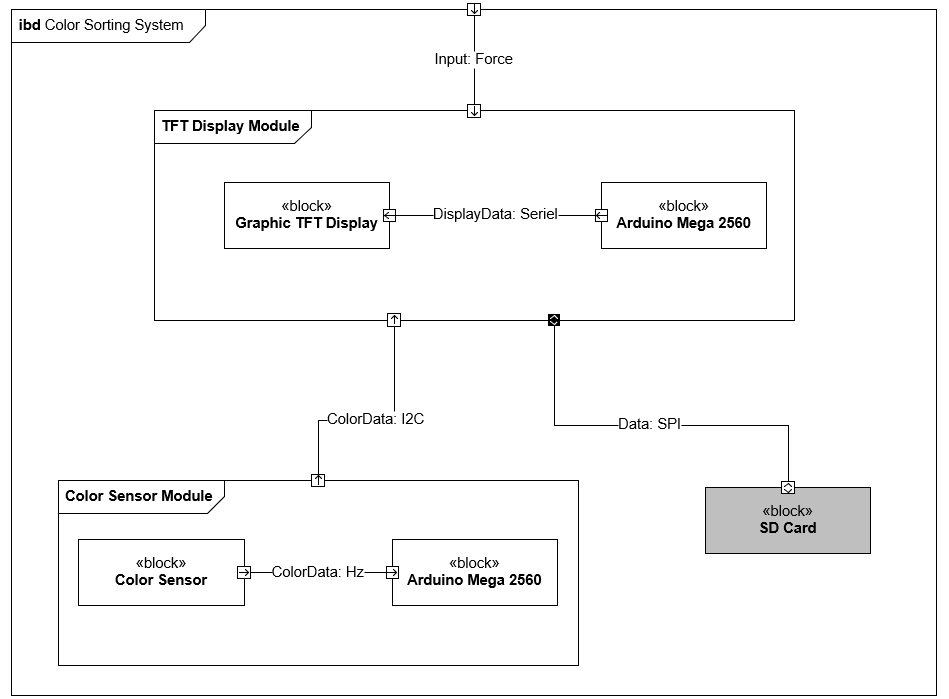 ibd Color Sorting System
Input: Force
TFT Display Module
«block»
Graphic TFT Display
DisplayData: Seriel
«block»
Arduino Mega 2560
ColorData: I2C
Data: SPI
Color Sensor Module
«block»
Color Sensor
ColorData: Hz
«block»
Arduino Mega 2560
«block»
SD Card